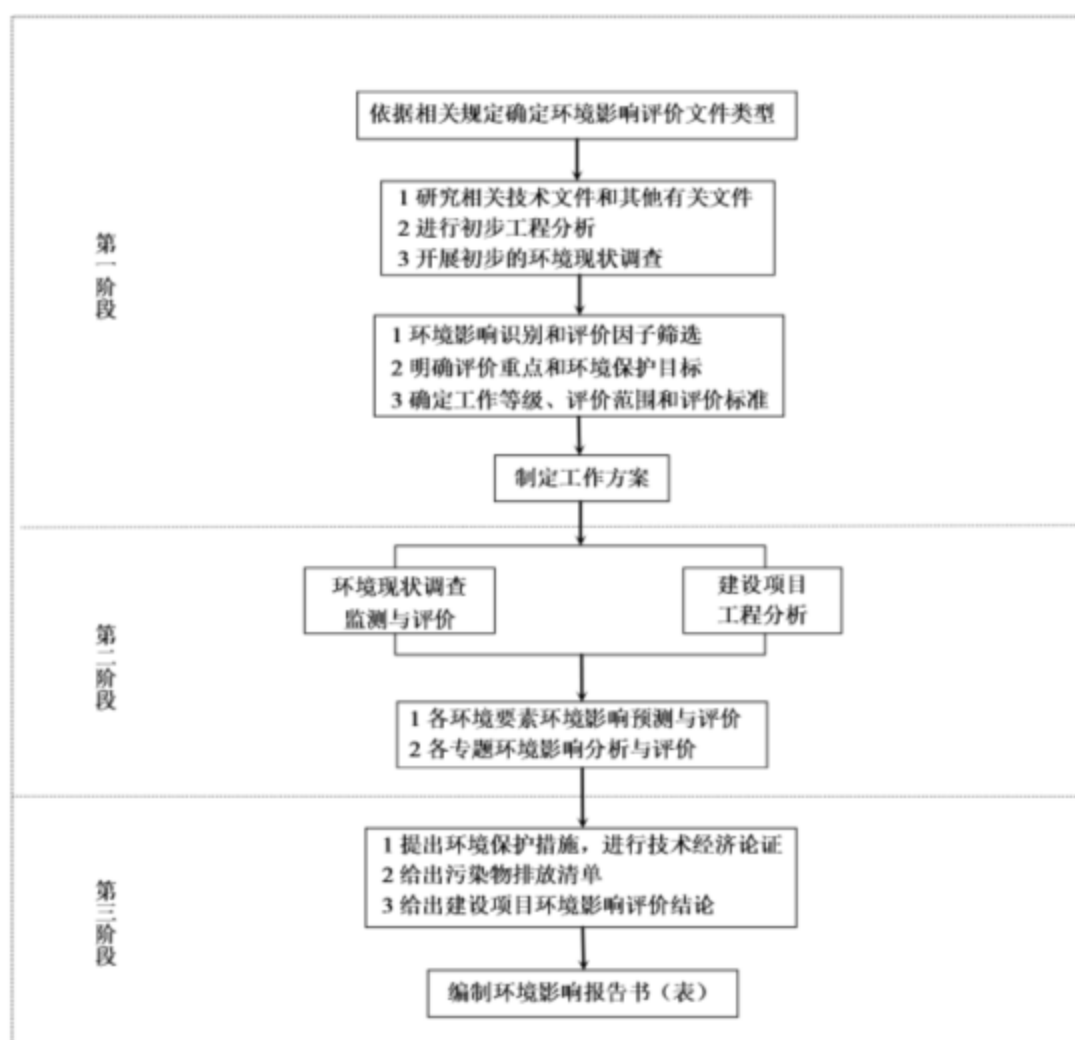 依据相关规定确定环境影响评价文件类型
1 研究相关技术文件和其他有关文件
2 进行初步工程分析
3 开展初步的环境现状调查
第一阶段
1 环境影响识别和评价因子筛选
2 明确评价重点和环境保护目标
3 确定工作等级、评价范围和评价标准
制定工作方案
环境现状调查
监测与评价
建设项目
工程分析
第二阶段
1 各环境要素环境影响预测与评价
2 各专题环境影响分析与评价
1 提出环境保护措施，进行技术经济论证
2 给出污染物排放清单
3 给出建设项目环境影响评价结论
第三阶段
编制环境影响报告书（表）